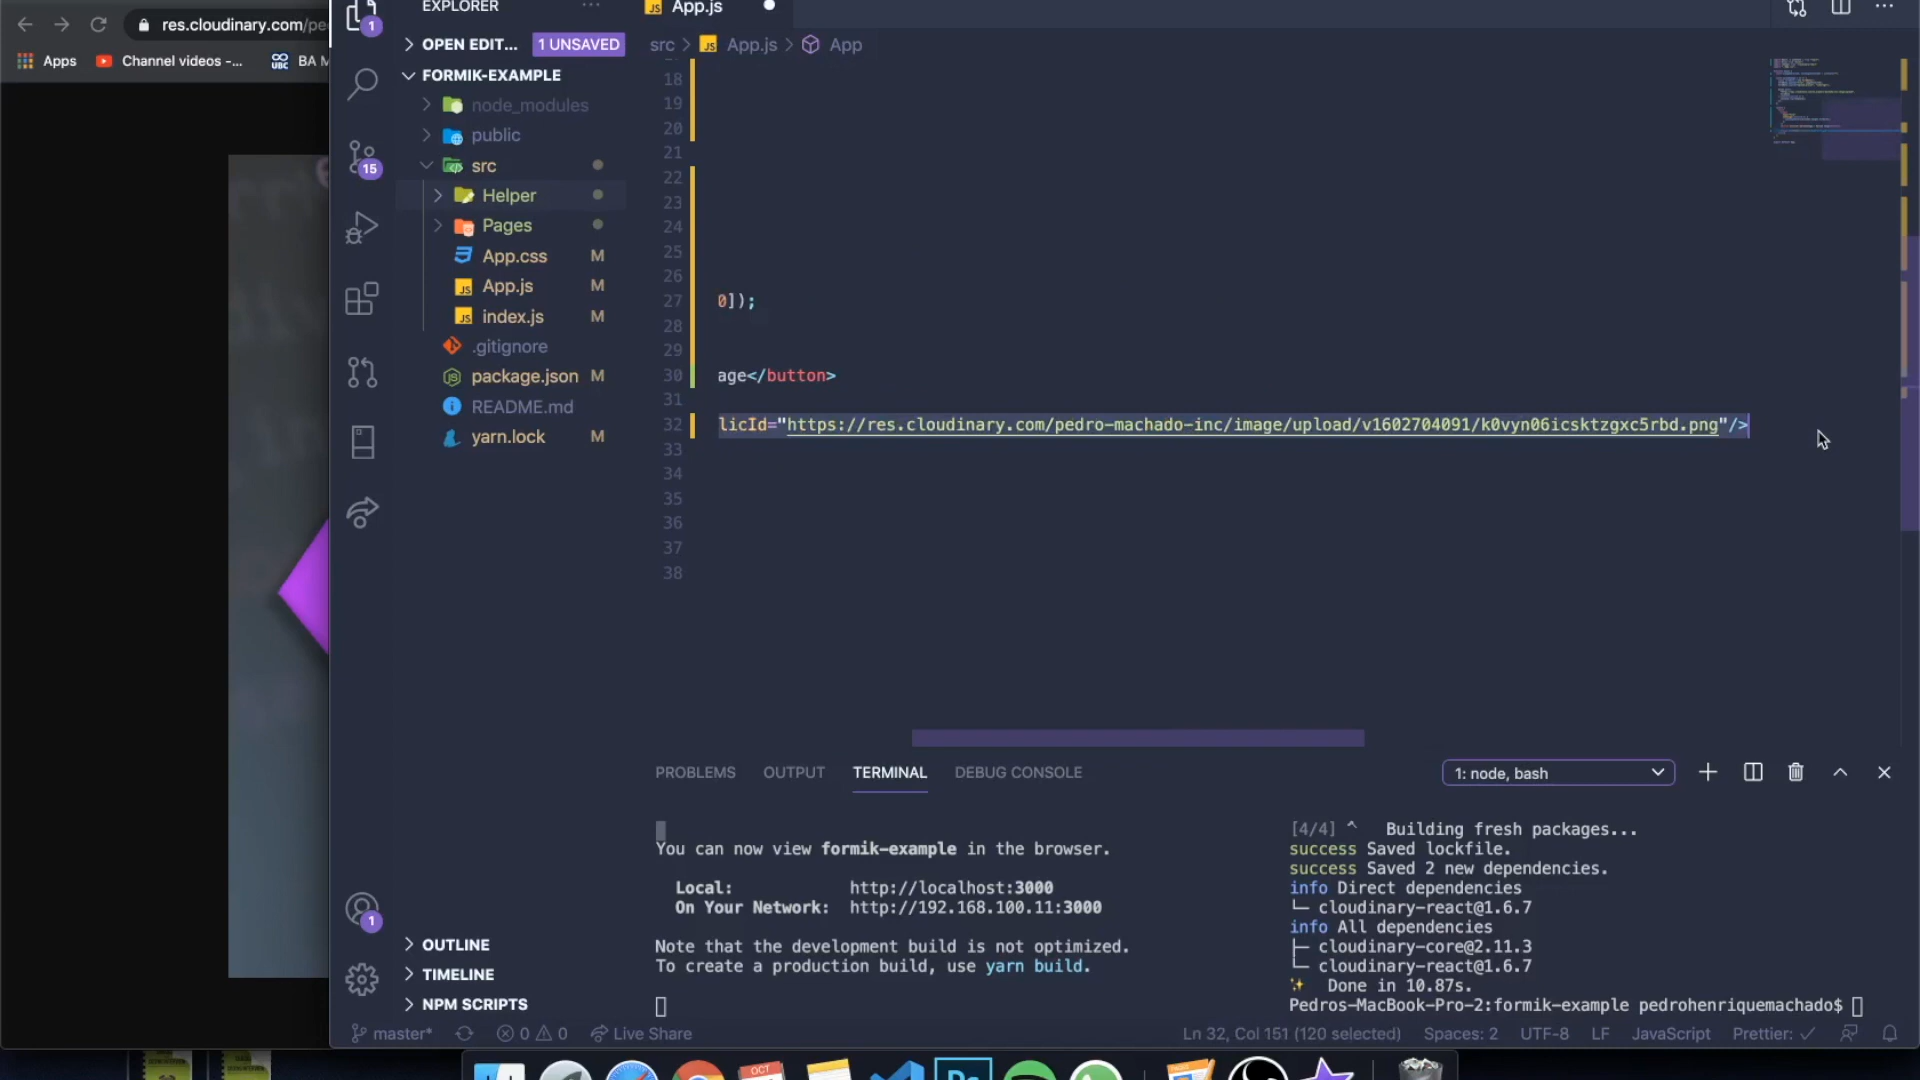 res.cloudinary.com/pe
Apps
Channel videos -...
UBC
BA M
EXPLORER
...
OPEN EDIT...
1 UNSAVED
FORMIK-EXAMPLE
node_modules
public
src
Helper
Pages
App.css M
App.js M
index.js M
.gitignore
package.json M
README.md
yarn.lock M
OUTLINE
TIMELINE
NPM SCRIPTS
1
15
1
JS App.js
src > JS App.js > App
18
19
20
21
22
23
24
25
26
27 0]);
28
29
30 age</button>
31
32 licId="https://res.cloudinary.com/pedro-machado-inc/image/upload/v1602704091/k0vyn06icsktzgxc5rbd.png"/>
33
34
35
36
37
38
PROBLEMS OUTPUT TERMINAL DEBUG CONSOLE
1: node, bash
You can now view formik-example in the browser.
Local: http://localhost:3000
On Your Network: http://192.168.100.11:3000
Note that the development build is not optimized.
To create a production build, use yarn build.
[4/4] ^ Building fresh packages...
success Saved lockfile.
success Saved 2 new dependencies.
info Direct dependencies
└─ cloudinary-react@1.6.7
info All dependencies
├─ cloudinary-core@2.11.3
└─ cloudinary-react@1.6.7
✨ Done in 10.87s.
Pedros-MacBook-Pro-2:formik-example pedrohenriquemachado$
master*
0
0
Live Share
Ln 32, Col 151 (120 selected)
Spaces: 2
UTF-8
LF
JavaScript
Prettier: ✓
OCT
Ps